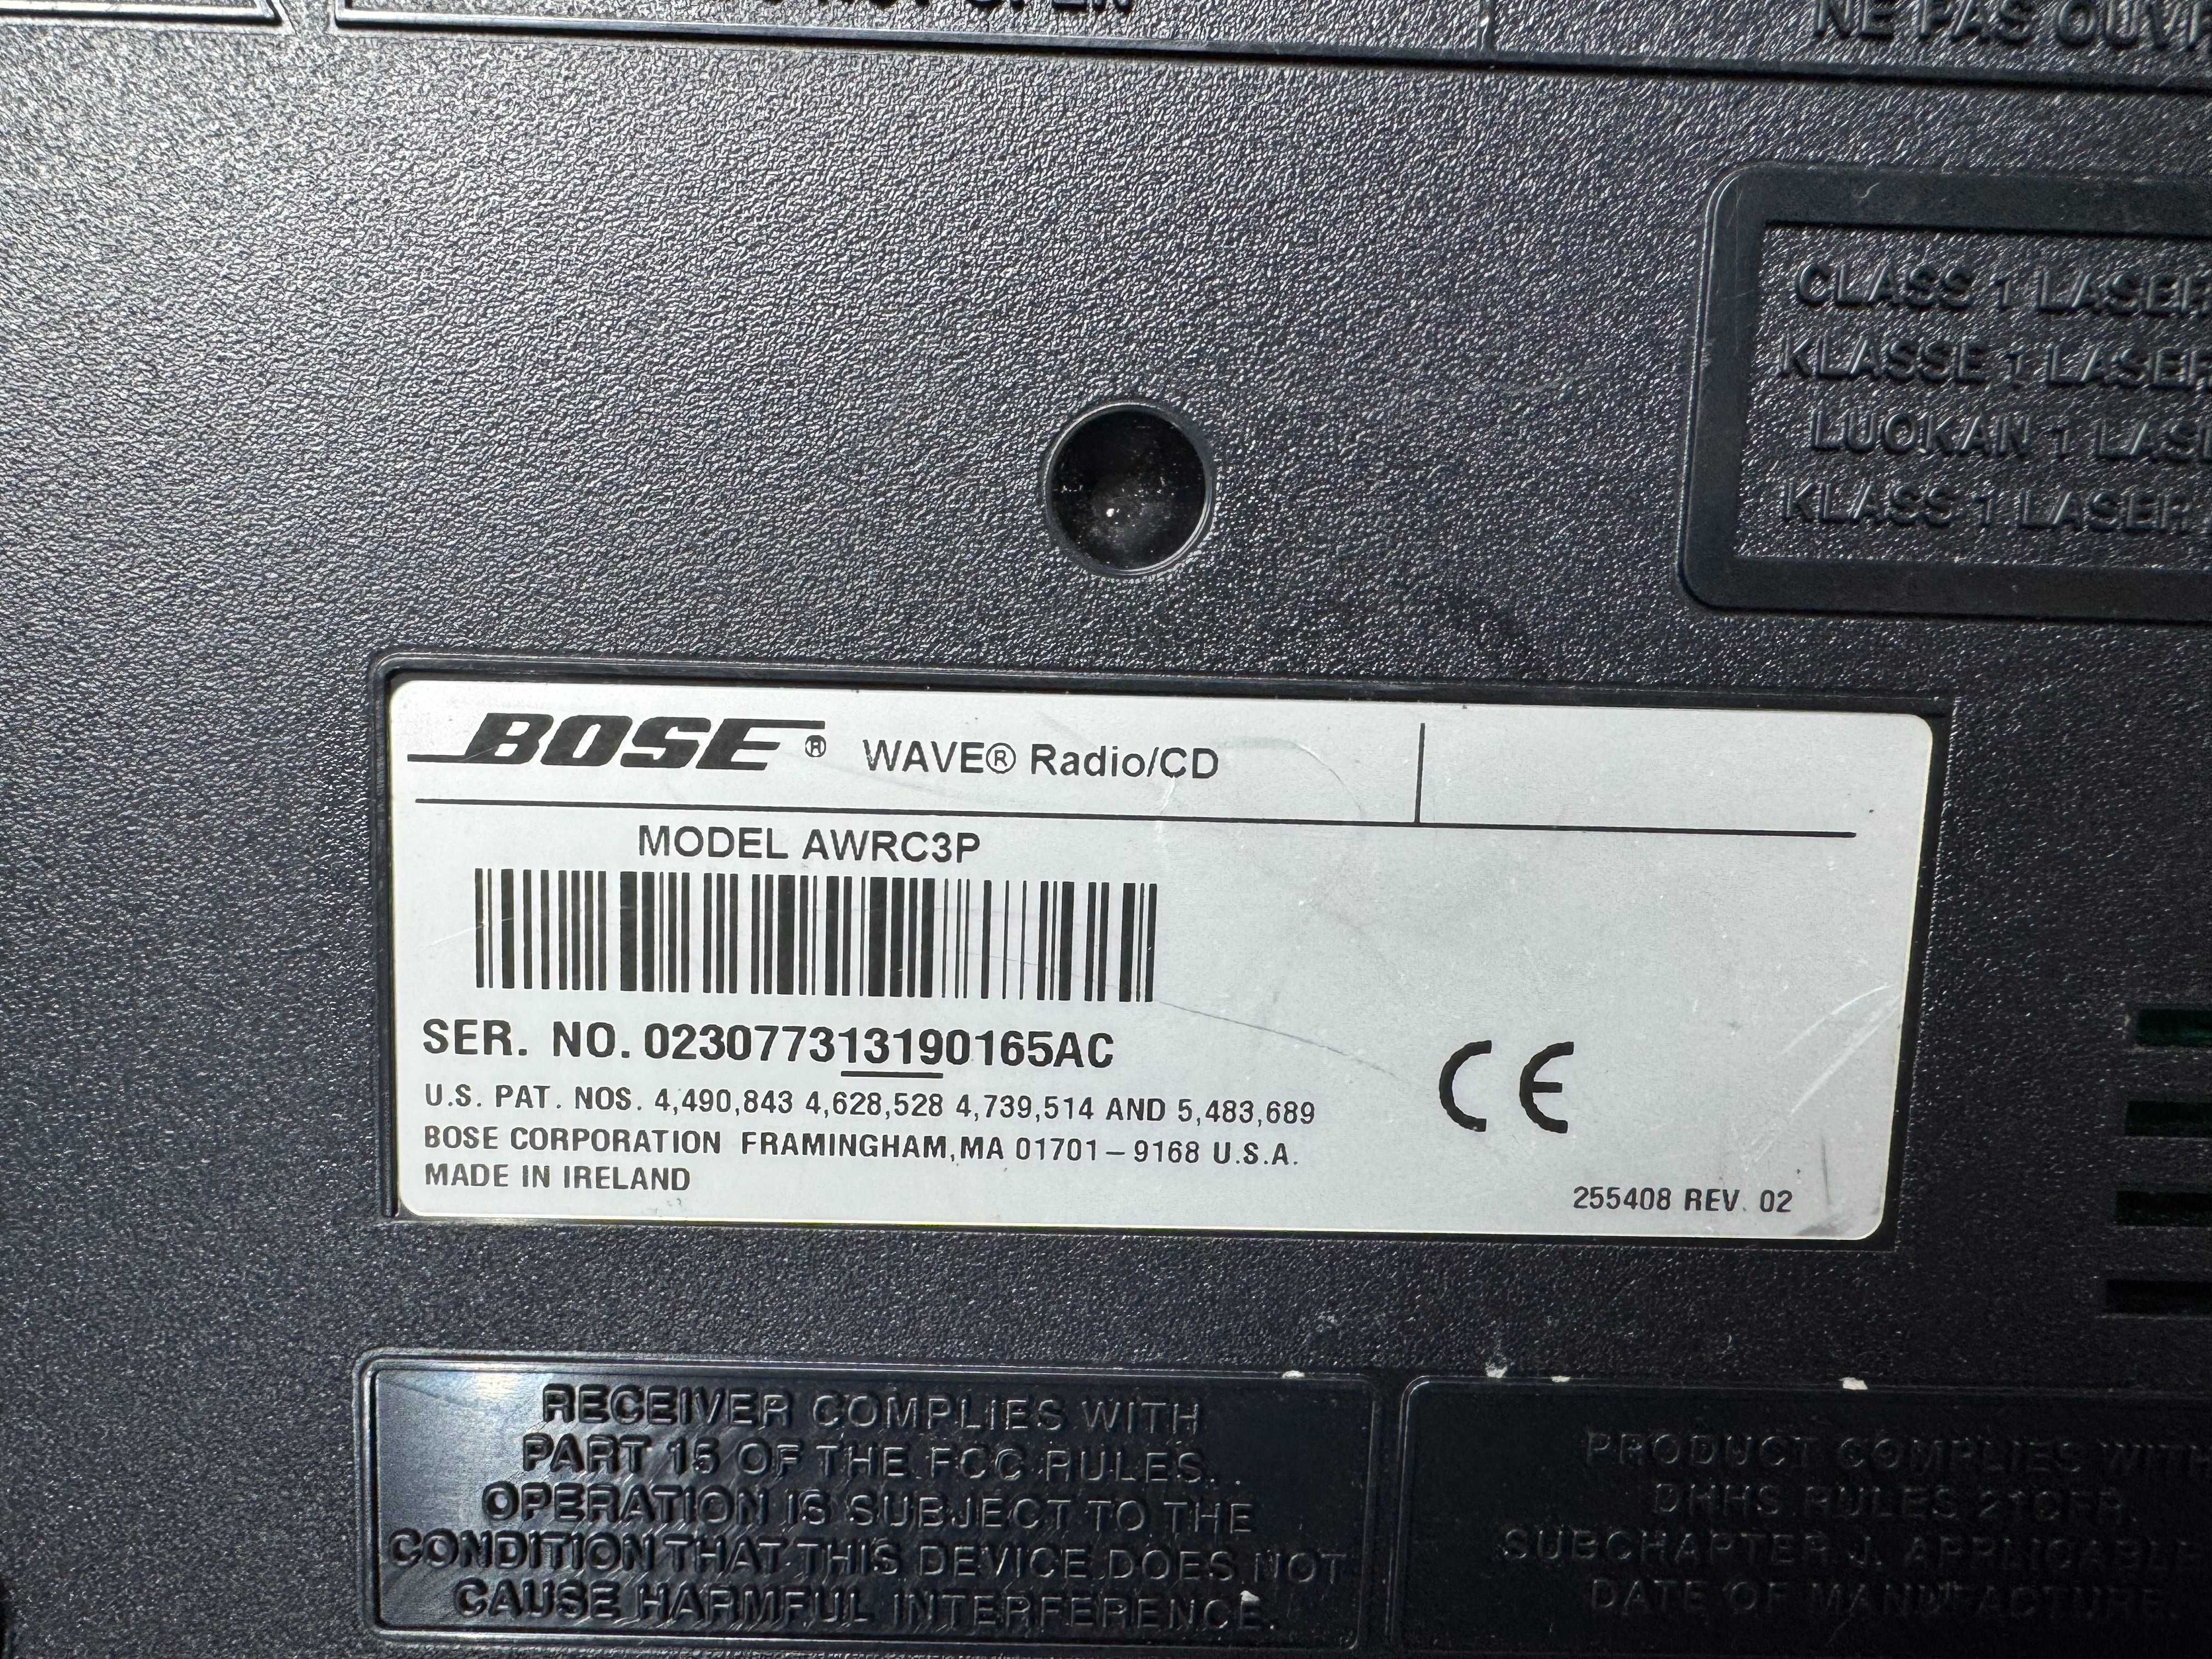 NOT OPEN
NE PAS
CLASS 1 LASER
KLASSE 1 LASER
LUOKAN 1
KLASS 1 LASER
BOSE® WAVE® Radio/CD
MODEL AWRC3P
SER. NO. 023077313190165AC
U.S. PAT. NOS. 4,490,843 4,628,528 4,739,514 AND 5,483,689
BOSE CORPORATION FRAMINGHAM, MA 01701–9168 U.S.A.
MADE IN IRELAND
CE
255408 REV. 02
RECEIVER COMPLIES WITH
PART 15 OF THE FCC RULES.
OPERATION IS SUBJECT TO THE
CONDITION THAT THIS DEVICE DOES NOT
CAUSE HARMFUL INTERFERENCE.
PRODUCT COMPLIES WITH
DHHS RULES 21CFR.
SUBCHAPTER J. APPLICABLE
DATE OF MANUFACTURE.